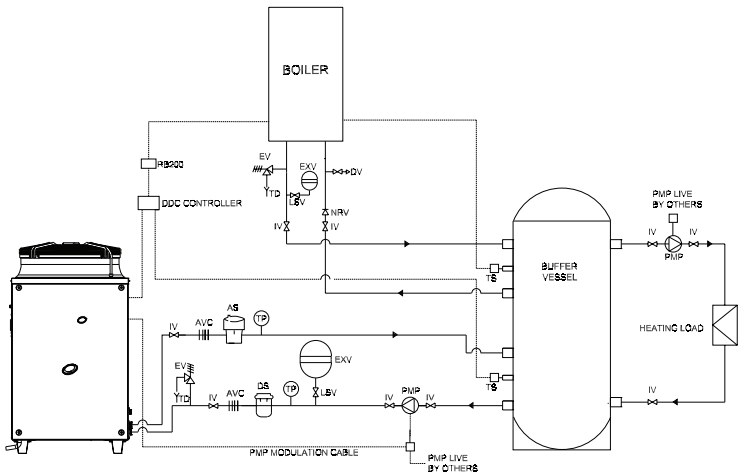 BOILER
EV
EXV
DV
TD
LSV
NRV
IV
IV
RB200
DDC CONTROLLER
PMP LIVE
BY OTHERS
IV
IV
PMP
BUFFER
VESSEL
TS
HEATING LOAD
AS
AVC
TP
IV
EXV
EV
TD
DS
AVC
TP
LSV
IV
IV
PMP
IV
TS
IV
PMP MODULATION CABLE
PMP LIVE
BY OTHERS